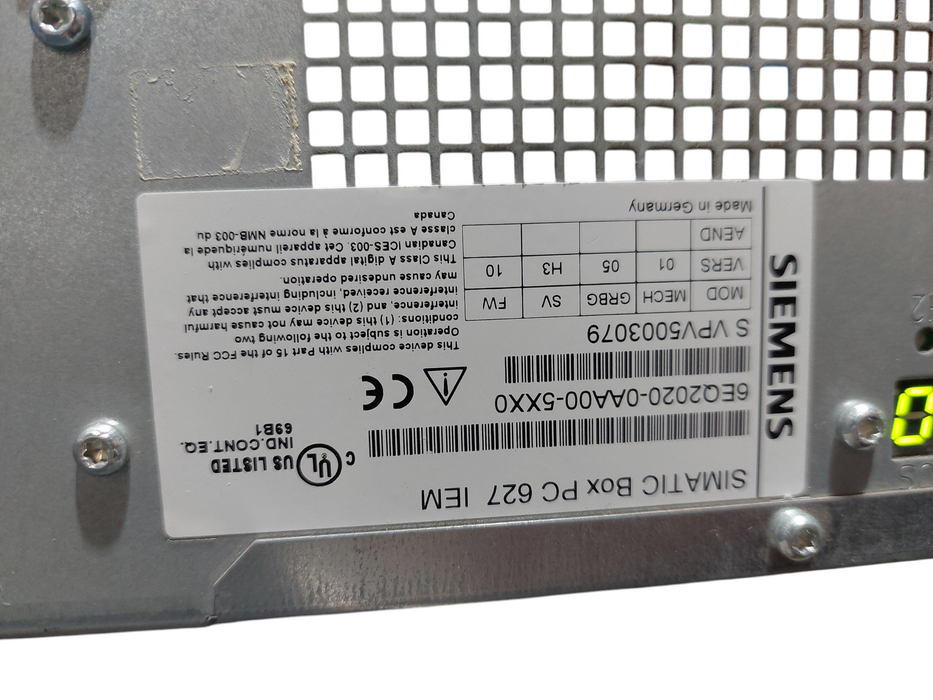 SIMATIC Box PC 627 IEM
6EQ2020-0AA00-5XX0
S VPV5003079
MOD MECH GRBG SV FW
VERS 01 05 H3 10
AEND
Made in Germany
SIEMENS
C UL US LISTED
IND.CONT.EQ.
69B1
CE
This device complies with Part 15 of the FCC Rules.
Operation is subject to the following two
conditions: (1) this device may not cause harmful
interference, and (2) this device must accept any
interference received, including interference that
may cause undesired operation.
This Class A digital apparatus complies with
Canadian ICES-003. Cet appareil numériquede la
classe A est conforme à la norme NMB-003 du
Canada
0